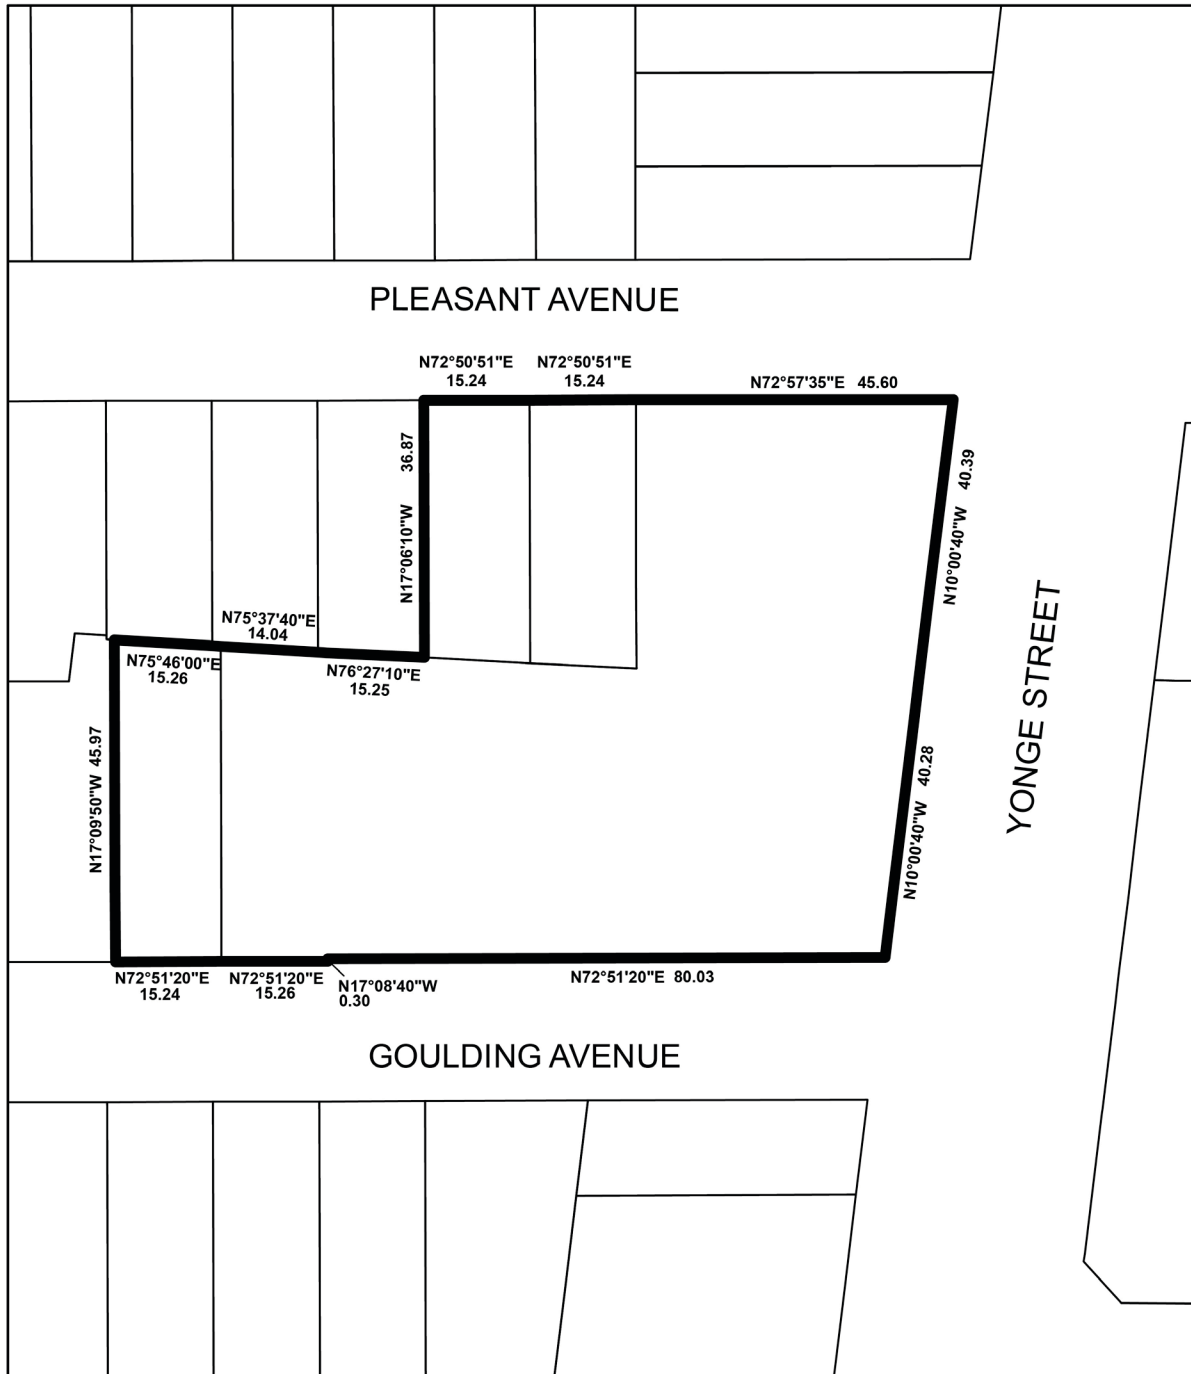 PLEASANT AVENUE
N72°50'51"E
15.24
N72°50'51"E
15.24
N72°57'35"E 45.60
N17°06'10"W 36.87
N10°00'40"W 40.39
N75°37'40"E
14.04
N75°46'00"E
15.26
N76°27'10"E
15.25
YONGE STREET
N17°09'50"W 45.97
N10°00'40"W 40.28
N72°51'20"E
15.24
N72°51'20"E
15.26
N17°08'40"W
0.30
N72°51'20"E 80.03
GOULDING AVENUE